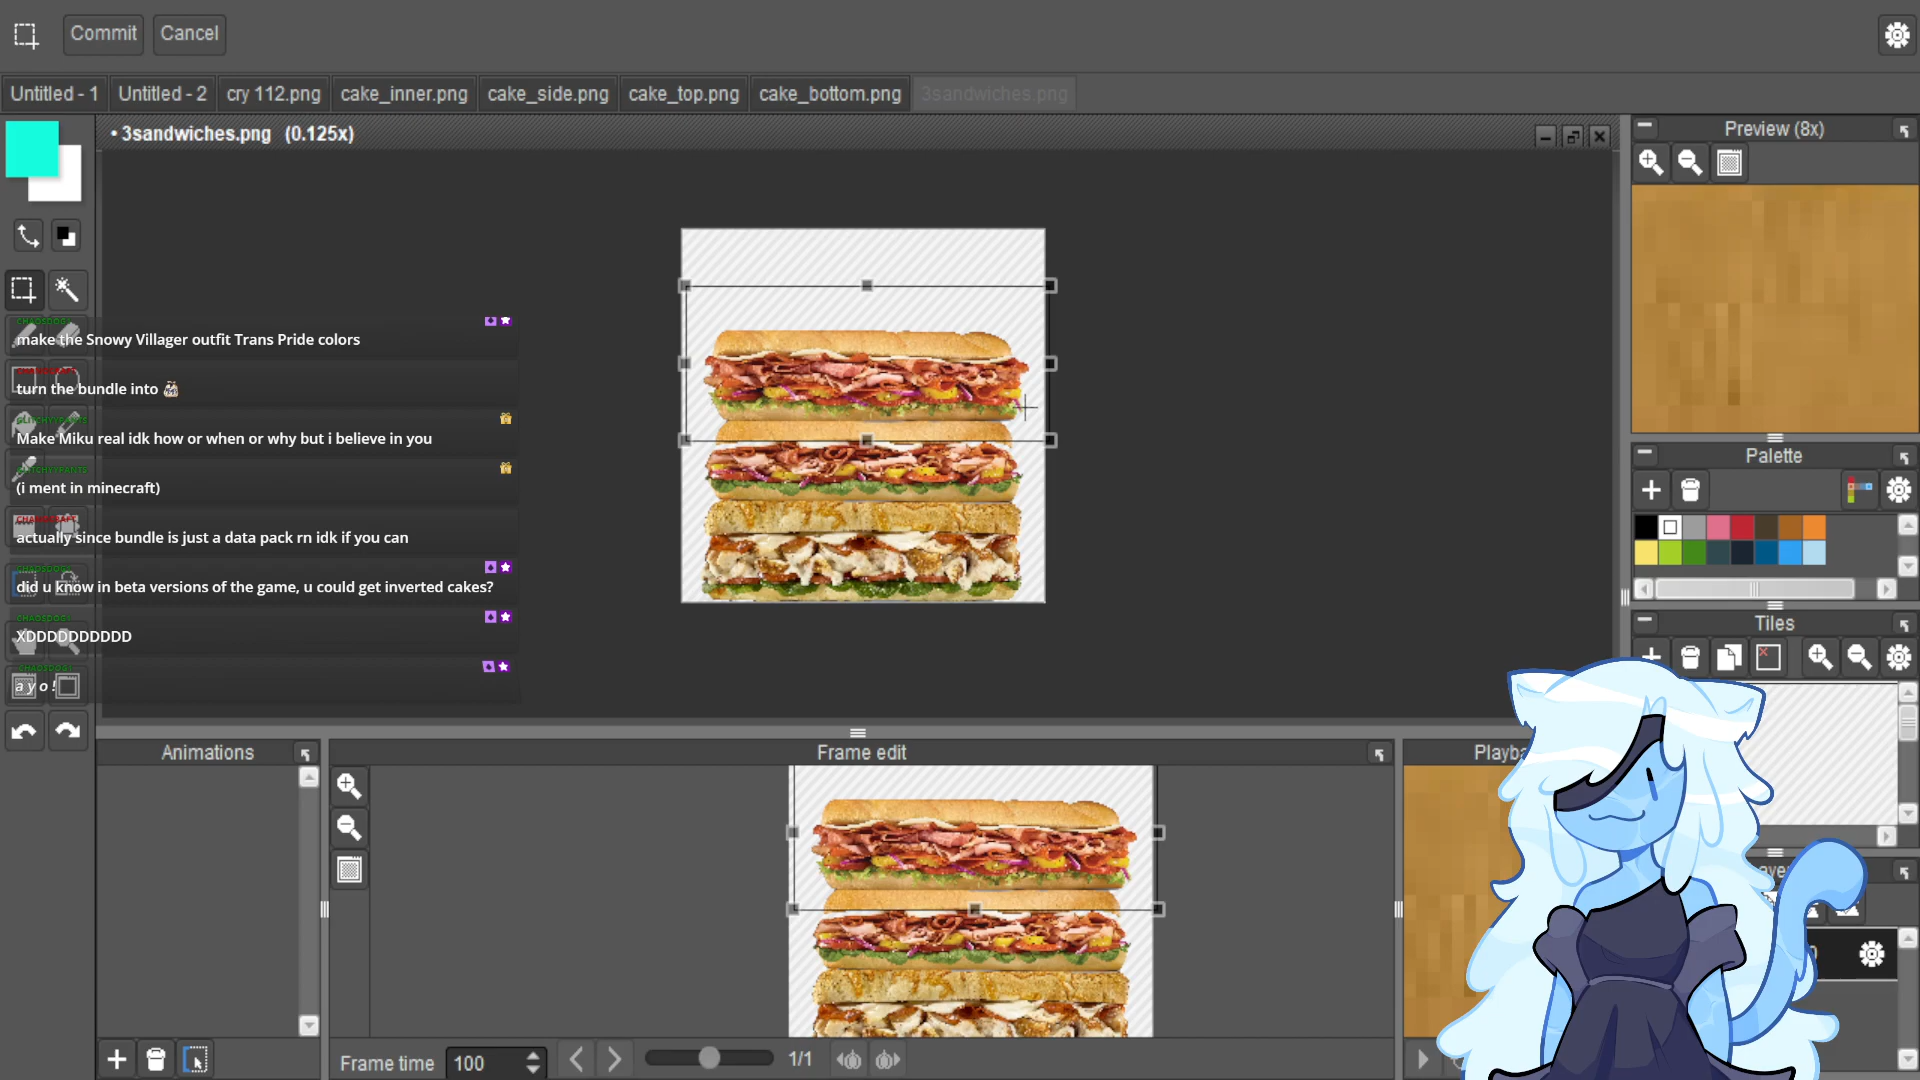 Commit
Cancel
Untitled - 1
Untitled - 2
cry 112.png
cake_inner.png
cake_side.png
cake_top.png
cake_bottom.png
3sandwiches.png
• 3sandwiches.png (0.125x)
Preview (8x)
CHAOSDOGY
make the Snowy Villager outfit Trans Pride colors
turn the bundle into
Make Miku real idk how or when or why but i believe in you
(i ment in minecraft)
actually since bundle is just a data pack rn idk if you can
did u know in beta versions of the game, u could get inverted cakes?
XDDDDDDDDDD
a y o !
Palette
Tiles
Animations
Frame edit
Frame time
100
1/1